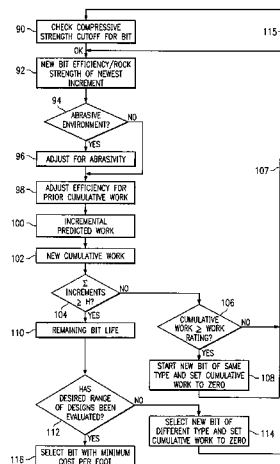 90
CHECK COMPRESSIVE
STRENGTH CUTOFF FOR BIT
115
OK
92
NEW BIT EFFICIENCY/ROCK
STRENGTH OF NEWEST
INCREMENT
94
ABRASIVE
ENVIRONMENT?
NO
YES
96
ADJUST FOR ABRASIVITY
107
98
ADJUST EFFICIENCY FOR
PRIOR CUMULATIVE WORK
100
INCREMENTAL
PREDICTED WORK
102
NEW CUMULATIVE WORK
Σ
INCREMENTS
≥ H?
NO
104
YES
106
CUMULATIVE
WORK ≥ WORK
RATING?
NO
YES
110
REMAINING BIT LIFE
START NEW BIT OF SAME
TYPE AND SET CUMULATIVE
WORK TO ZERO
108
HAS
DESIRED RANGE
OF DESIGNS BEEN
EVALUATED?
NO
112
YES
SELECT NEW BIT OF
DIFFERENT TYPE AND SET
CUMULATIVE WORK TO ZERO
114
116
SELECT BIT WITH MINIMUM
COST PER FOOT